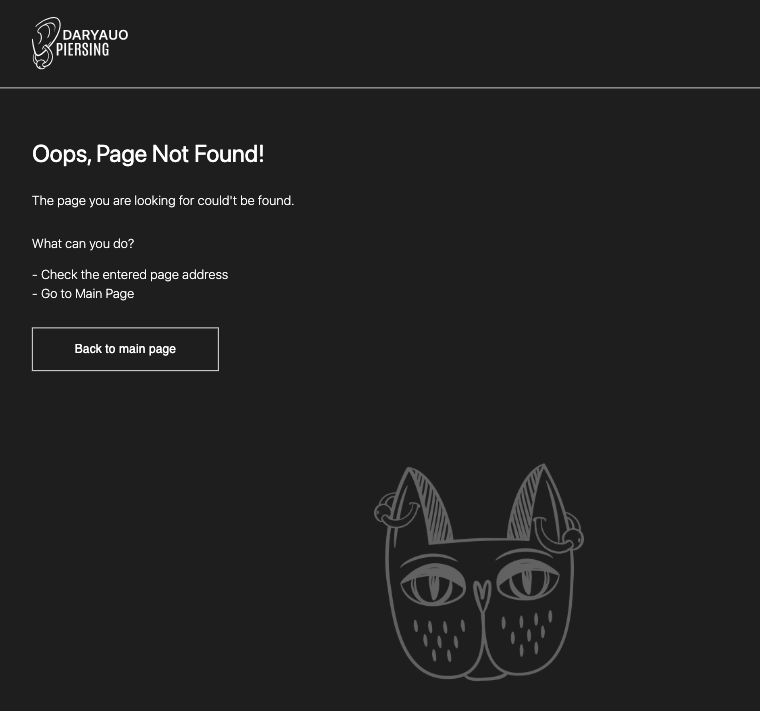 DARYAUO
PIERSING
Oops, Page Not Found!
The page you are looking for could't be found.
What can you do?
- Check the entered page address
- Go to Main Page
Back to main page